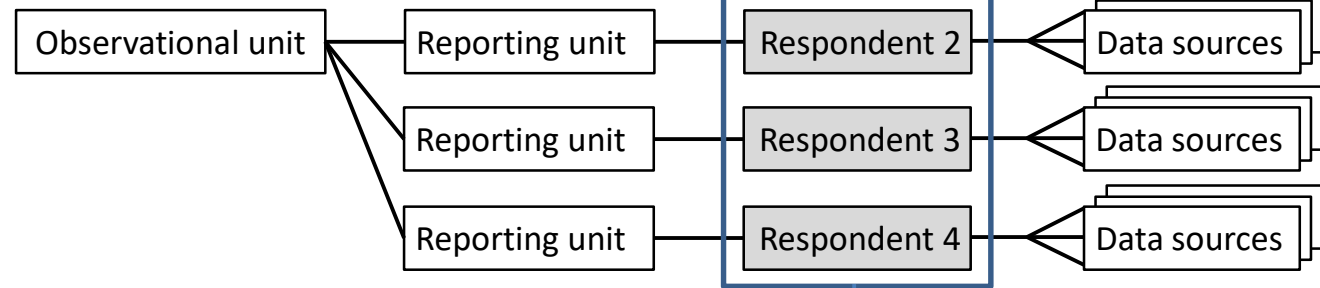 Observational unit Reporting unit Respondent 2 Data sources
Reporting unit Respondent 3 Data sources
Reporting unit Respondent 4 Data sources